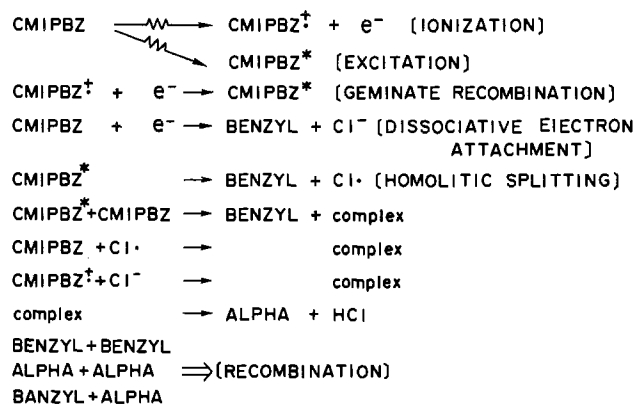 CMIPBZ ⟶ CMIPBZ⁺· + e⁻ (IONIZATION)
CMIPBZ* (EXCITATION)
CMIPBZ⁺· + e⁻ ⟶ CMIPBZ* (GEMINATE RECOMBINATION)
CMIPBZ + e⁻ ⟶ BENZYL + Cl⁻ (DISSOCIATIVE ELECTRON
ATTACHMENT)
CMIPBZ* ⟶ BENZYL + Cl· (HOMOLITIC SPLITTING)
CMIPBZ*+CMIPBZ ⟶ BENZYL + complex
CMIPBZ +Cl· ⟶ complex
CMIPBZ⁺·+Cl⁻ ⟶ complex
complex ⟶ ALPHA + HCl
BENZYL+BENZYL
ALPHA+ALPHA ⟹(RECOMBINATION)
BANZYL+ALPHA